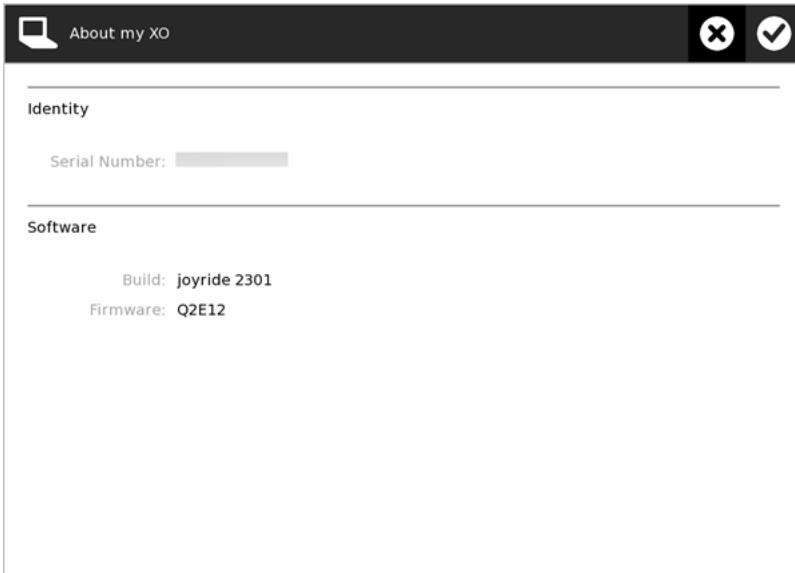 About my XO
Identity
Serial Number:
Software
Build: joyride 2301
Firmware: Q2E12